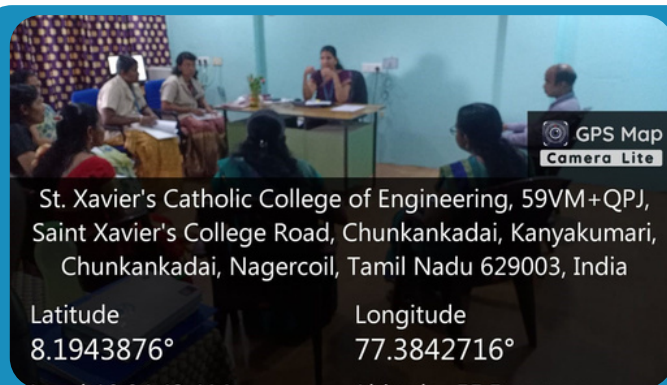 GPS Map
Camera Lite
St. Xavier's Catholic College of Engineering, 59VM+QPJ,
Saint Xavier's College Road, Chunkankadai, Kanyakumari,
Chunkankadai, Nagercoil, Tamil Nadu 629003, India
Latitude
Longitude
8.1943876°
77.3842716°